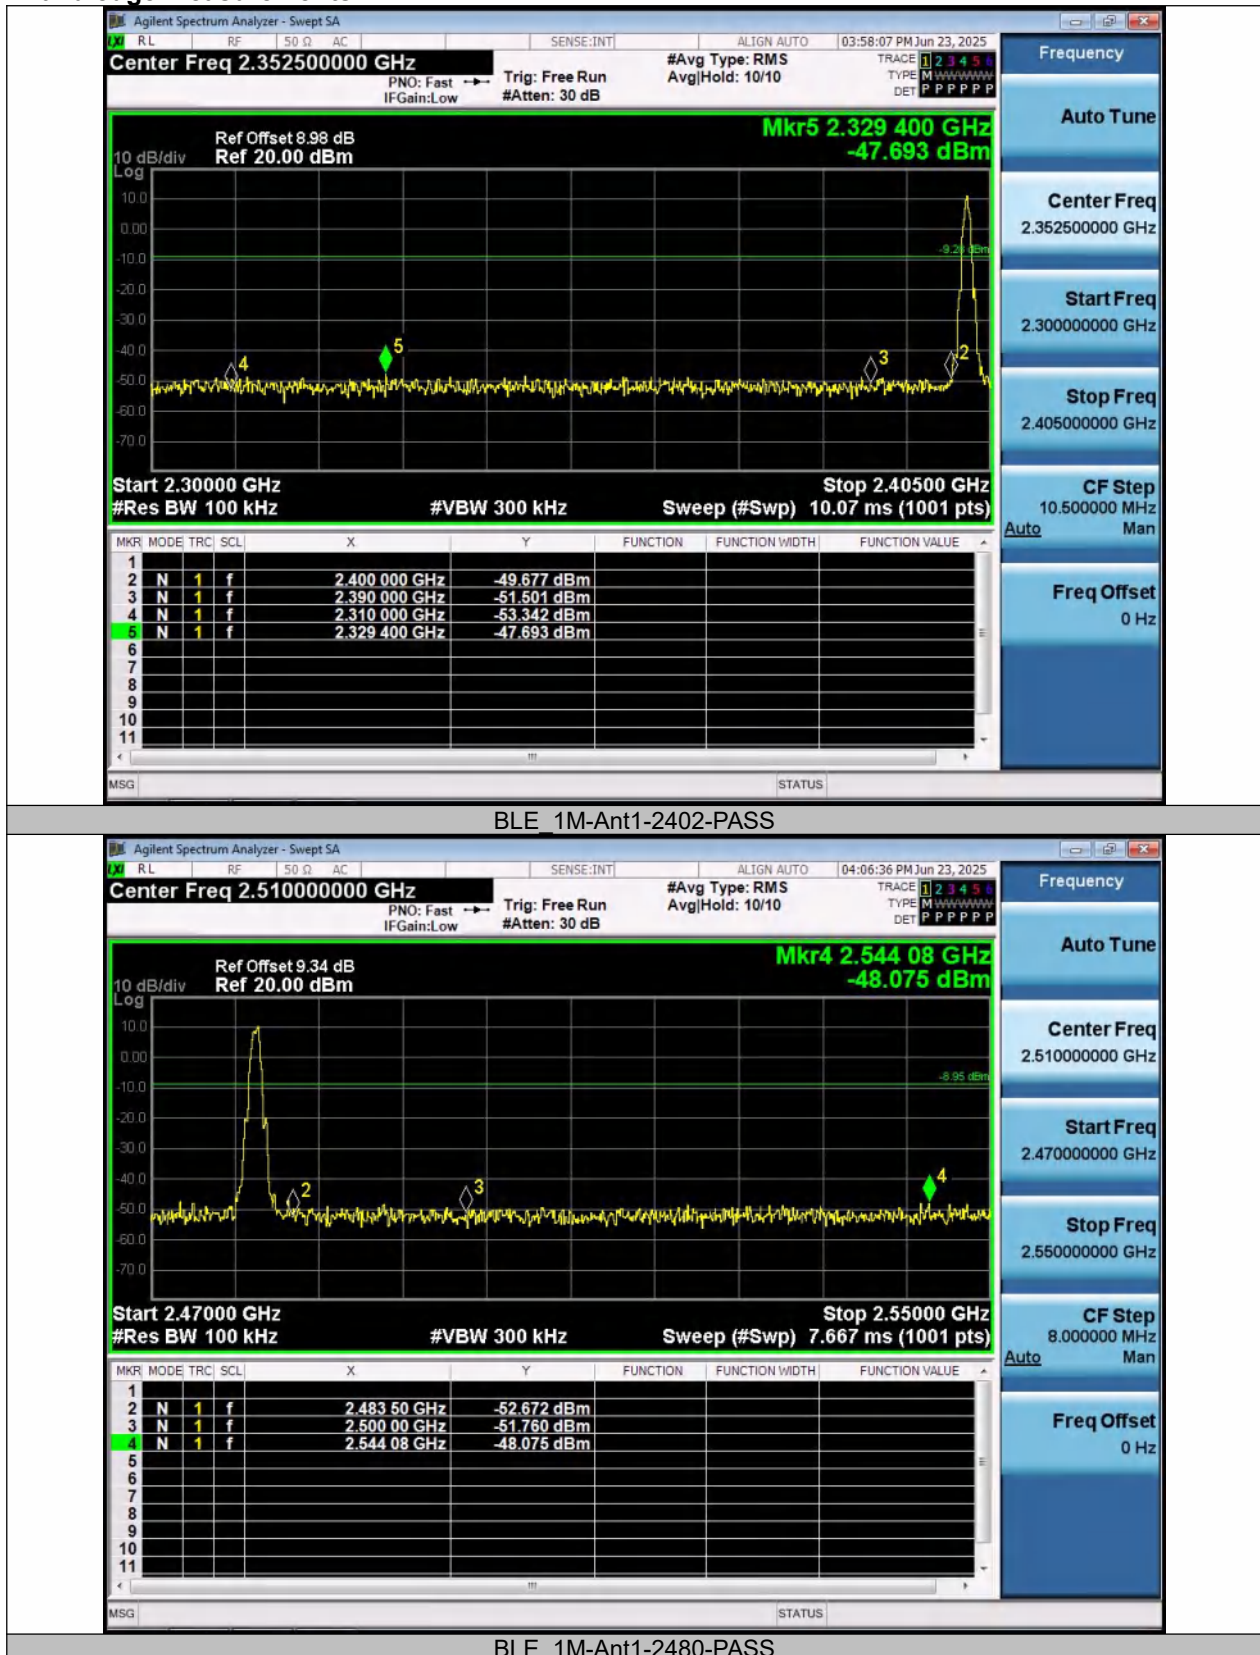 Agilent Spectrum Analyzer - Swept SA
LXI RL RF 50 Ω AC SENSE:INT ALIGN AUTO 03:58:07 PM Jun 23, 2025
Center Freq 2.352500000 GHz
PNO: Fast
IFGain:Low
Trig: Free Run
#Atten: 30 dB
#Avg Type: RMS
Avg|Hold: 10/10
TRACE 1 2 3 4 5 6
TYPE M WWWWW
DET P P P P P P
Mkr5 2.329 400 GHz
-47.693 dBm
Ref Offset 8.98 dB
Ref 20.00 dBm
10 dB/div
Log
10.0
0.00
-10.0
-20.0
-30.0
-40.0
-50.0
-60.0
-70.0
4
5
3
2
Start 2.30000 GHz Stop 2.40500 GHz
#Res BW 100 kHz #VBW 300 kHz Sweep (#Swp) 10.07 ms (1001 pts)
MKR MODE TRC SCL X Y FUNCTION FUNCTION WIDTH FUNCTION VALUE
1
2 N 1 f 2.400 000 GHz -49.677 dBm
3 N 1 f 2.390 000 GHz -51.501 dBm
4 N 1 f 2.310 000 GHz -53.342 dBm
5 N 1 f 2.329 400 GHz -47.693 dBm
6
7
8
9
10
11
MSG STATUS
Frequency
Auto Tune
Center Freq
2.352500000 GHz
Start Freq
2.300000000 GHz
Stop Freq
2.405000000 GHz
CF Step
10.500000 MHz
Auto Man
Freq Offset
0 Hz
BLE_1M-Ant1-2402-PASS
Agilent Spectrum Analyzer - Swept SA
LXI RL RF 50 Ω AC SENSE:INT ALIGN AUTO 04:06:36 PM Jun 23, 2025
Center Freq 2.510000000 GHz
PNO: Fast
IFGain:Low
Trig: Free Run
#Atten: 30 dB
#Avg Type: RMS
Avg|Hold: 10/10
TRACE 1 2 3 4 5 6
TYPE M WWWWW
DET P P P P P P
Mkr4 2.544 08 GHz
-48.075 dBm
Ref Offset 9.34 dB
Ref 20.00 dBm
10 dB/div
Log
10.0
0.00
-10.0
-20.0
-30.0
-40.0
-50.0
-60.0
-70.0
-8.95 dBm
2
3
4
Start 2.47000 GHz Stop 2.55000 GHz
#Res BW 100 kHz #VBW 300 kHz Sweep (#Swp) 7.667 ms (1001 pts)
MKR MODE TRC SCL X Y FUNCTION FUNCTION WIDTH FUNCTION VALUE
1
2 N 1 f 2.483 50 GHz -52.672 dBm
3 N 1 f 2.500 00 GHz -51.760 dBm
4 N 1 f 2.544 08 GHz -48.075 dBm
5
6
7
8
9
10
11
MSG STATUS
Frequency
Auto Tune
Center Freq
2.510000000 GHz
Start Freq
2.470000000 GHz
Stop Freq
2.550000000 GHz
CF Step
8.000000 MHz
Auto Man
Freq Offset
0 Hz
BLE_1M-Ant1-2480-PASS